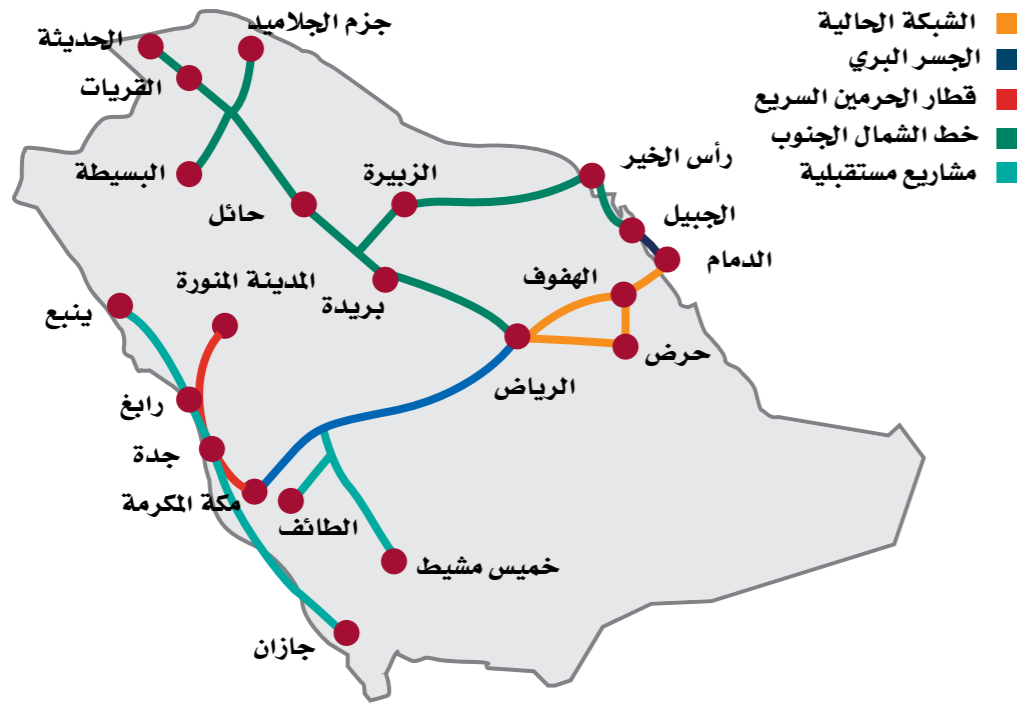 الشبكة الحالية
الجسر البري
قطار الحرمين السريع
خط الشمال الجنوب
مشاريع مستقبلية
جزم الجلاميد
الحديثة
القريات
البسيطة
رأس الخير
الزبيرة
حائل
الجبيل
الدمام
الهفوف
المدينة المنورة
بريدة
ينبع
حرض
الرياض
رابغ
جدة
مكة المكرمة
الطائف
خميس مشيط
جازان